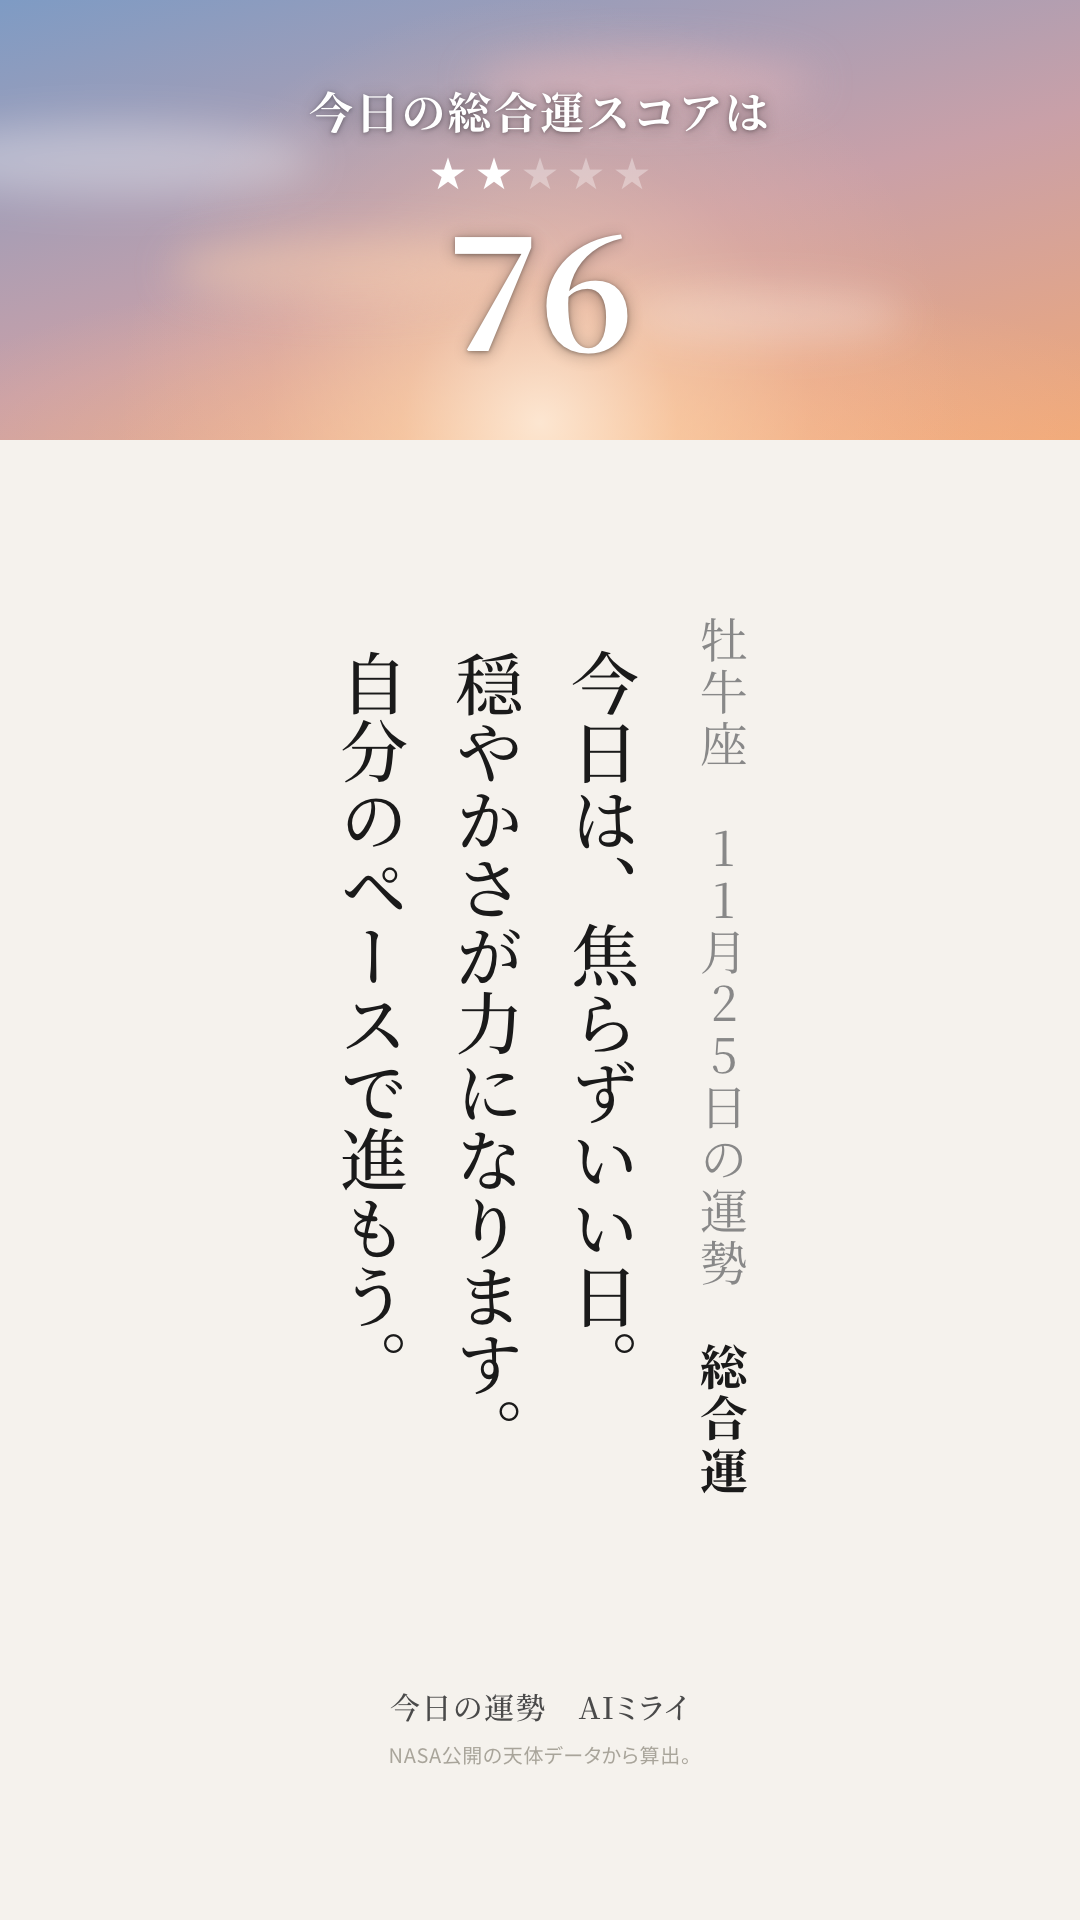 今日の総合運スコアは
★★★★★
76
牡牛座　11月25日の運勢　総合運
今日は、焦らずいい日。
穏やかさが力になります。
自分のペースで進もう。
今日の運勢　AIミライ
NASA公開の天体データから算出。